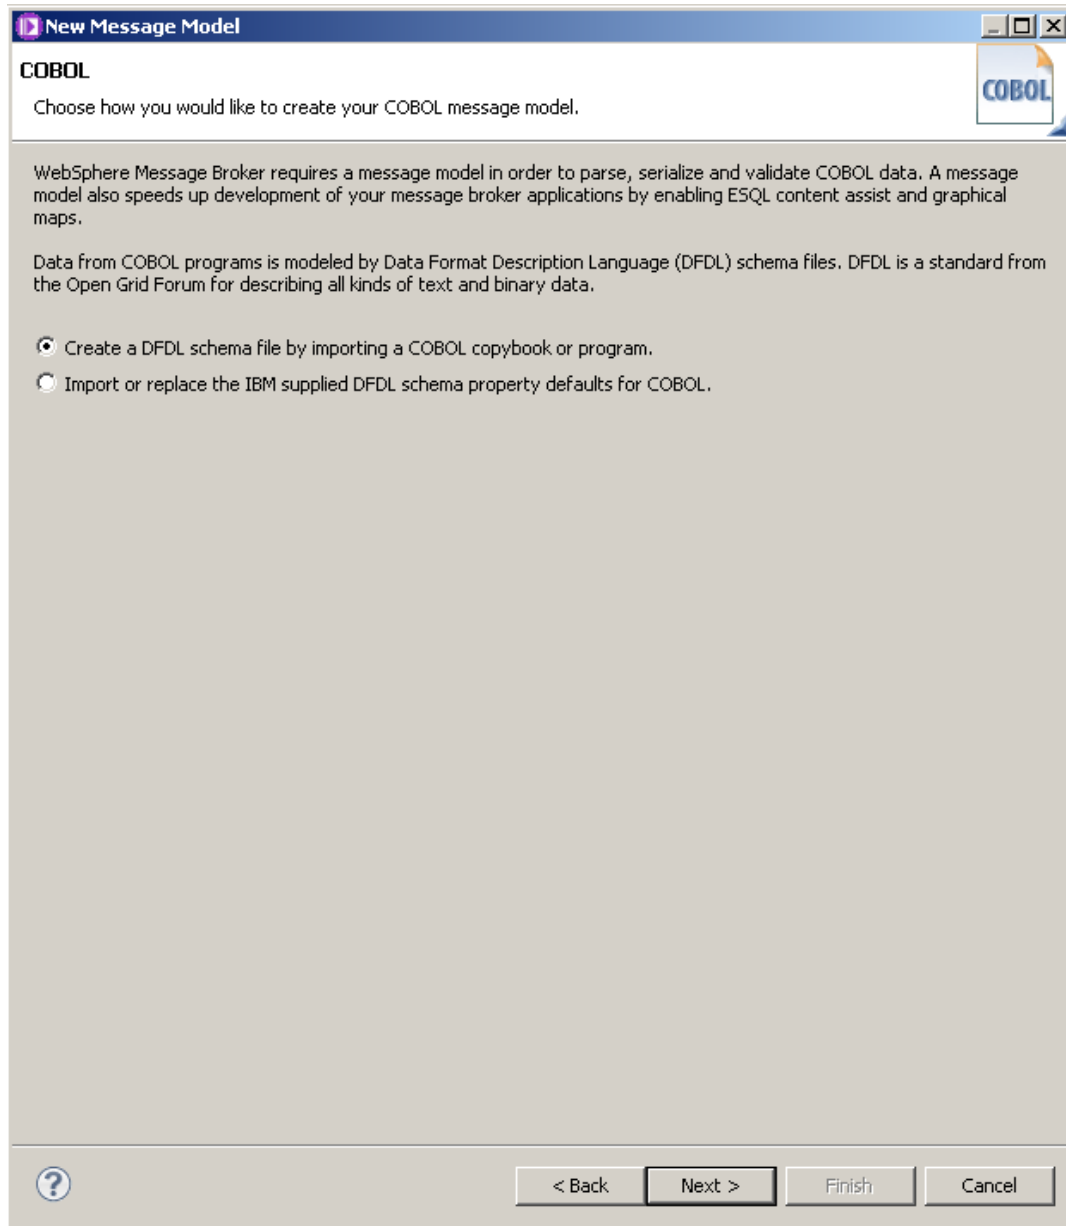 New Message Model
COBOL
Choose how you would like to create your COBOL message model.
COBOL
WebSphere Message Broker requires a message model in order to parse, serialize and validate COBOL data. A message
model also speeds up development of your message broker applications by enabling ESQL content assist and graphical
maps.
Data from COBOL programs is modeled by Data Format Description Language (DFDL) schema files. DFDL is a standard from
the Open Grid Forum for describing all kinds of text and binary data.
Create a DFDL schema file by importing a COBOL copybook or program.
Import or replace the IBM supplied DFDL schema property defaults for COBOL.
? < Back Next > Finish Cancel